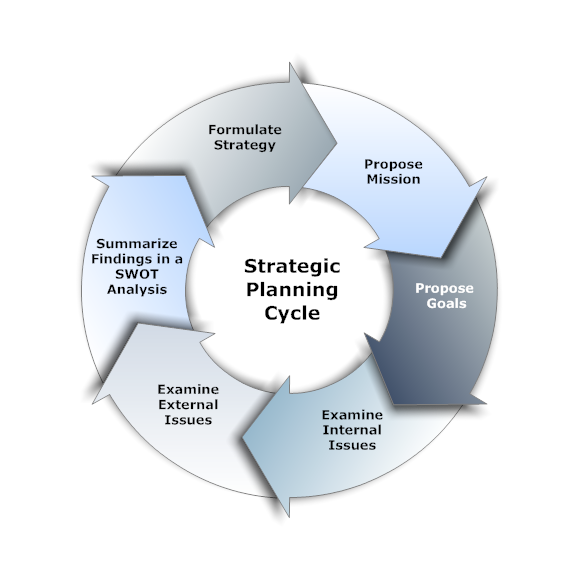 Formulate
Strategy
Propose
Mission
Propose
Goals
Examine
Internal
Issues
Examine
External
Issues
Summarize
Findings in a
SWOT
Analysis
Strategic
Planning
Cycle